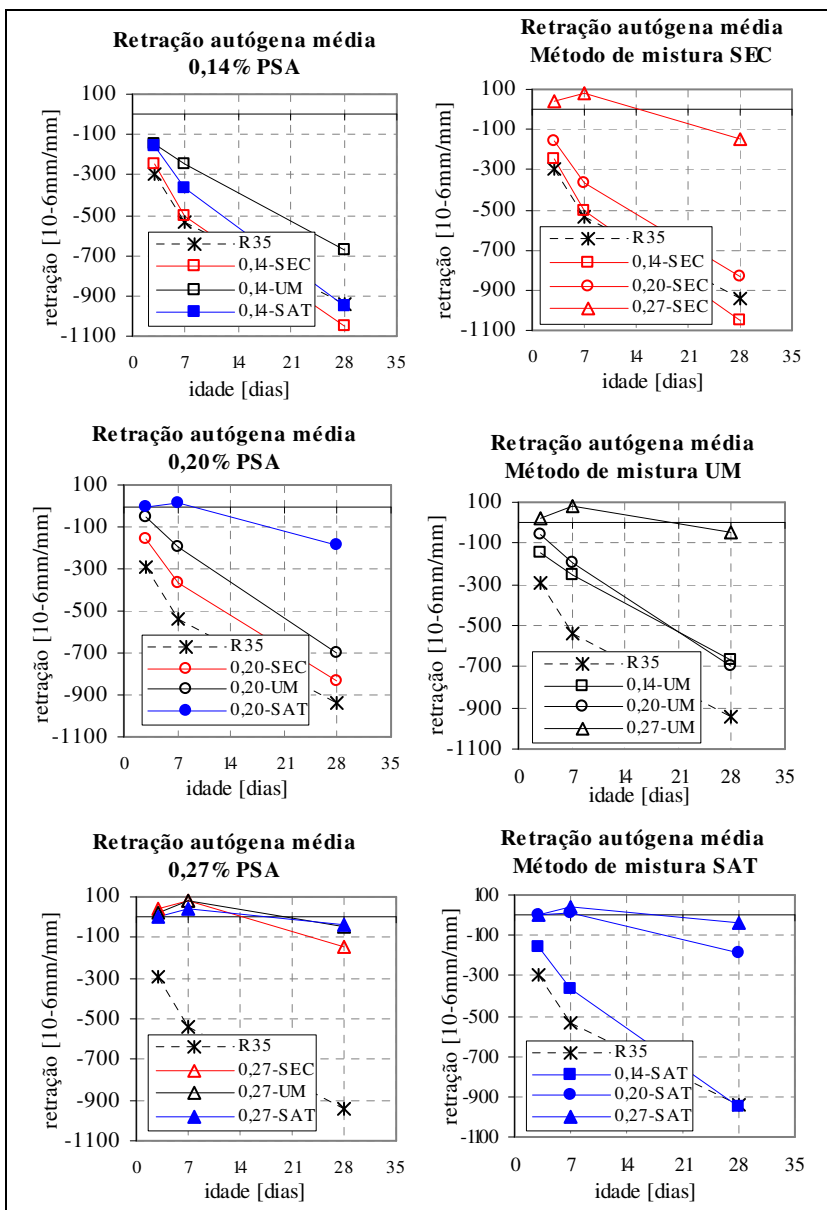 Retração autógena média
0,14% PSA
100
-100
-300
-500
-700
-900
-1100
retração [10-6mm/mm]
R35
0,14-SEC
0,14-UM
0,14-SAT
0 7 14 21 28 35
idade [dias]
Retração autógena média
Método de mistura SEC
100
-100
-300
-500
-700
-900
-1100
retração [10-6mm/mm]
R35
0,14-SEC
0,20-SEC
0,27-SEC
0 7 14 21 28 35
idade [dias]
Retração autógena média
0,20% PSA
100
-100
-300
-500
-700
-900
-1100
retração [10-6mm/mm]
R35
0,20-SEC
0,20-UM
0,20-SAT
0 7 14 21 28 35
idade [dias]
Retração autógena média
Método de mistura UM
100
-100
-300
-500
-700
-900
-1100
retração [10-6mm/mm]
R35
0,14-UM
0,20-UM
0,27-UM
0 7 14 21 28 35
idade [dias]
Retração autógena média
0,27% PSA
100
-100
-300
-500
-700
-900
-1100
retração [10-6mm/mm]
R35
0,27-SEC
0,27-UM
0,27-SAT
0 7 14 21 28 35
idade [dias]
Retração autógena média
Método de mistura SAT
100
-100
-300
-500
-700
-900
-1100
retração [10-6mm/mm]
R35
0,14-SAT
0,20-SAT
0,27-SAT
0 7 14 21 28 35
idade [dias]